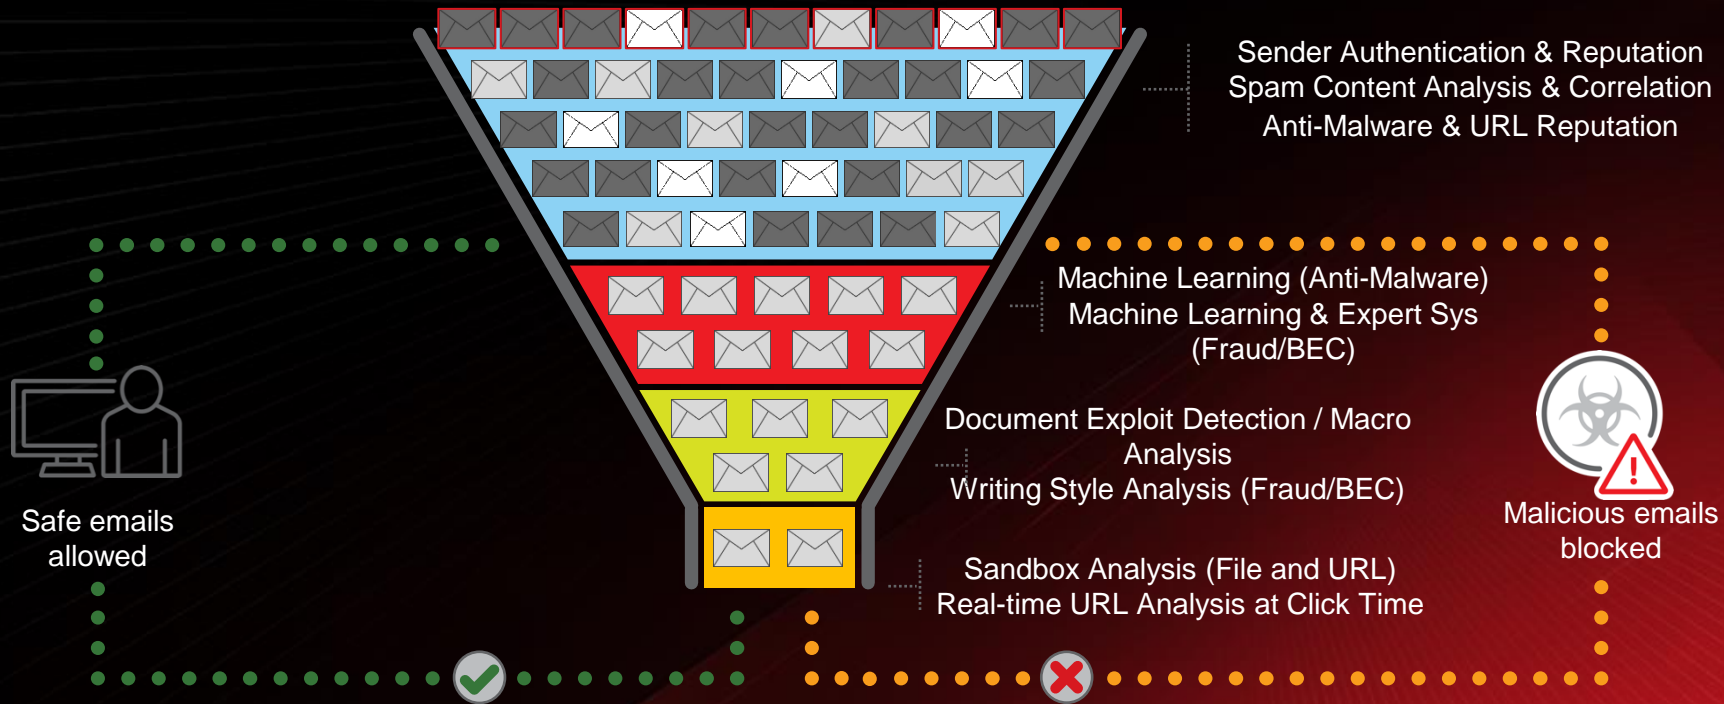 Sender Authentication & Reputation
Spam Content Analysis & Correlation
Anti-Malware & URL Reputation
Machine Learning (Anti-Malware)
Machine Learning & Expert Sys
(Fraud/BEC)
Document Exploit Detection / Macro
Analysis
Writing Style Analysis (Fraud/BEC)
Safe emails
allowed
Malicious emails
blocked
Sandbox Analysis (File and URL)
Real-time URL Analysis at Click Time